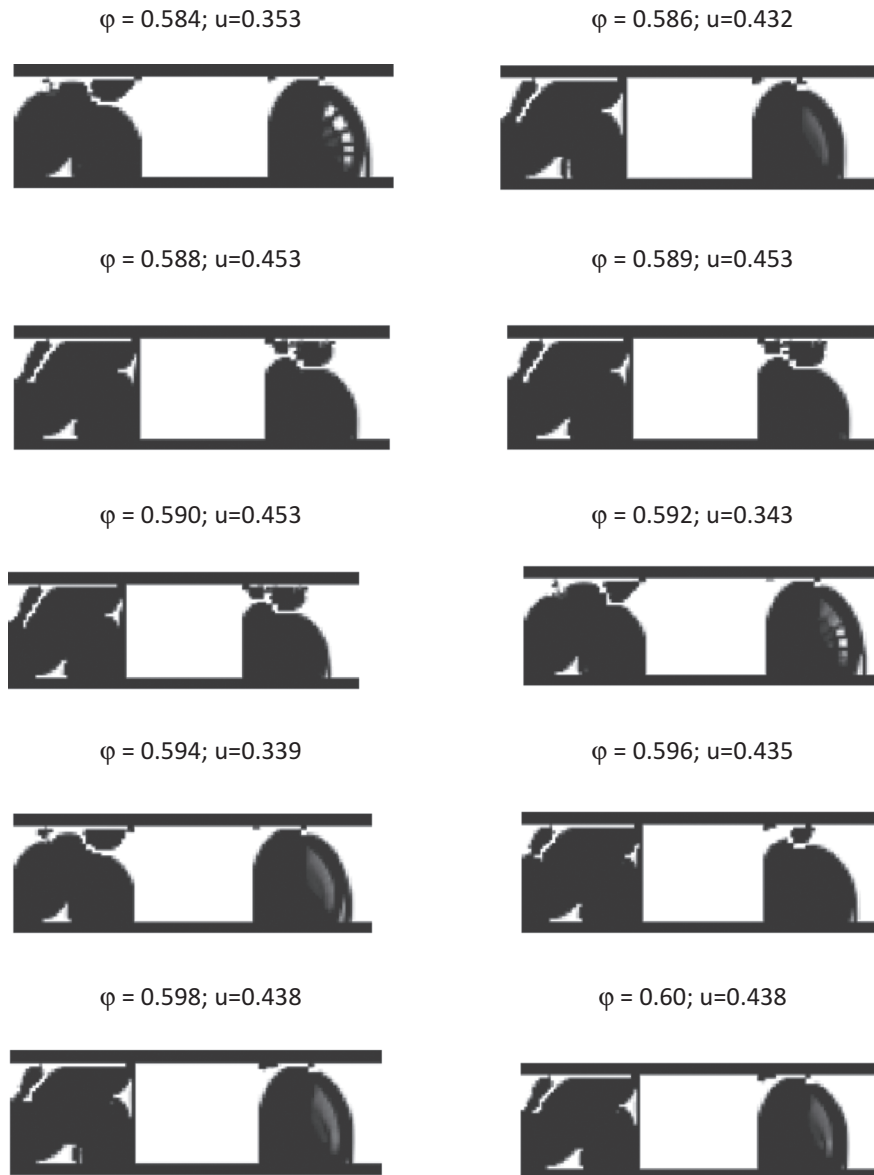 φ = 0.584; u=0.353
φ = 0.586; u=0.432
φ = 0.588; u=0.453
φ = 0.589; u=0.453
φ = 0.590; u=0.453
φ = 0.592; u=0.343
φ = 0.594; u=0.339
φ = 0.596; u=0.435
φ = 0.598; u=0.438
φ = 0.60; u=0.438